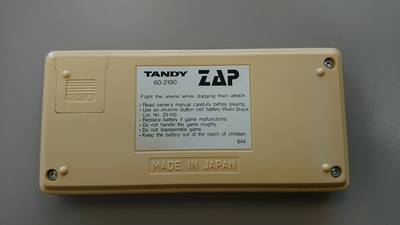 TANDY ZAP
60-2190
Fight the aliens while dodging their attack.
• Read owner's manual carefully before playing.
• Use an alkaline button cell battery (Radio Shack
Cat. No. 23-115)
• Replace battery if game malfunctions.
• Do not handle the game roughly.
• Do not disassemble game.
• Keep the battery out of the reach of children.
8A4
MADE IN JAPAN